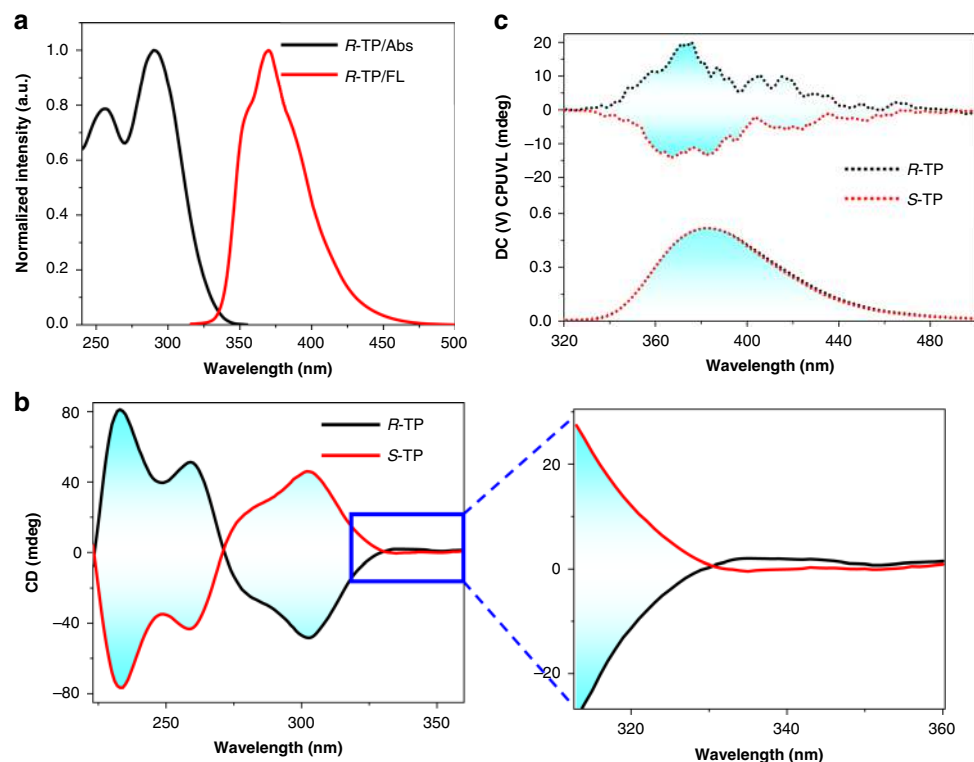 a
Normalized intensity (a.u.)
1.0
0.8
0.6
0.4
0.2
0.0
R-TP/Abs
R-TP/FL
250 300 350 400 450 500
Wavelength (nm)
c
DC (V) CPUVL (mdeg)
20
10
0
−10
−20
0.6
0.3
0.0
R-TP
S-TP
320 360 400 440 480
Wavelength (nm)
b
CD (mdeg)
80
40
0
−40
−80
R-TP
S-TP
250 300 350
Wavelength (nm)
20
0
−20
320 340 360
Wavelength (nm)